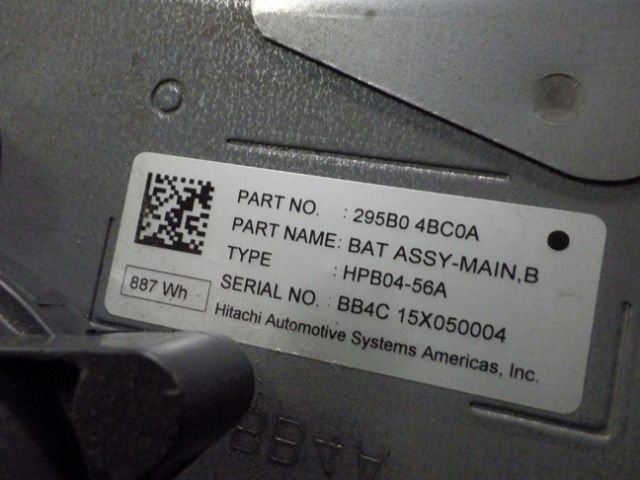 PART NO. : 295B0 4BC0A
PART NAME: BAT ASSY-MAIN,B
TYPE : HPB04-56A
887 Wh
SERIAL NO. : BB4C 15X050004
Hitachi Automotive Systems Americas, Inc.